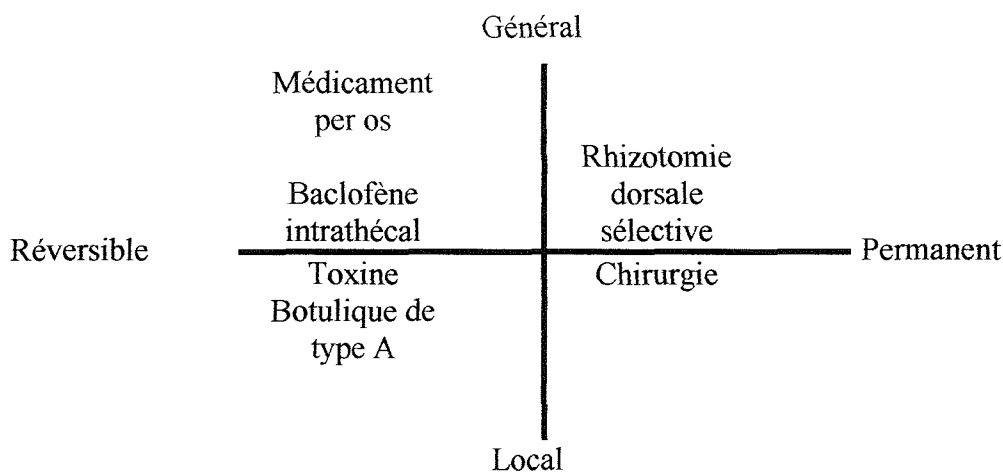 Général
Médicament
per os
Rhizotomie
dorsale
sélective
Baclofène
intrathécal
Réversible
Permanent
Toxine
Botulique de
type A
Chirurgie
Local